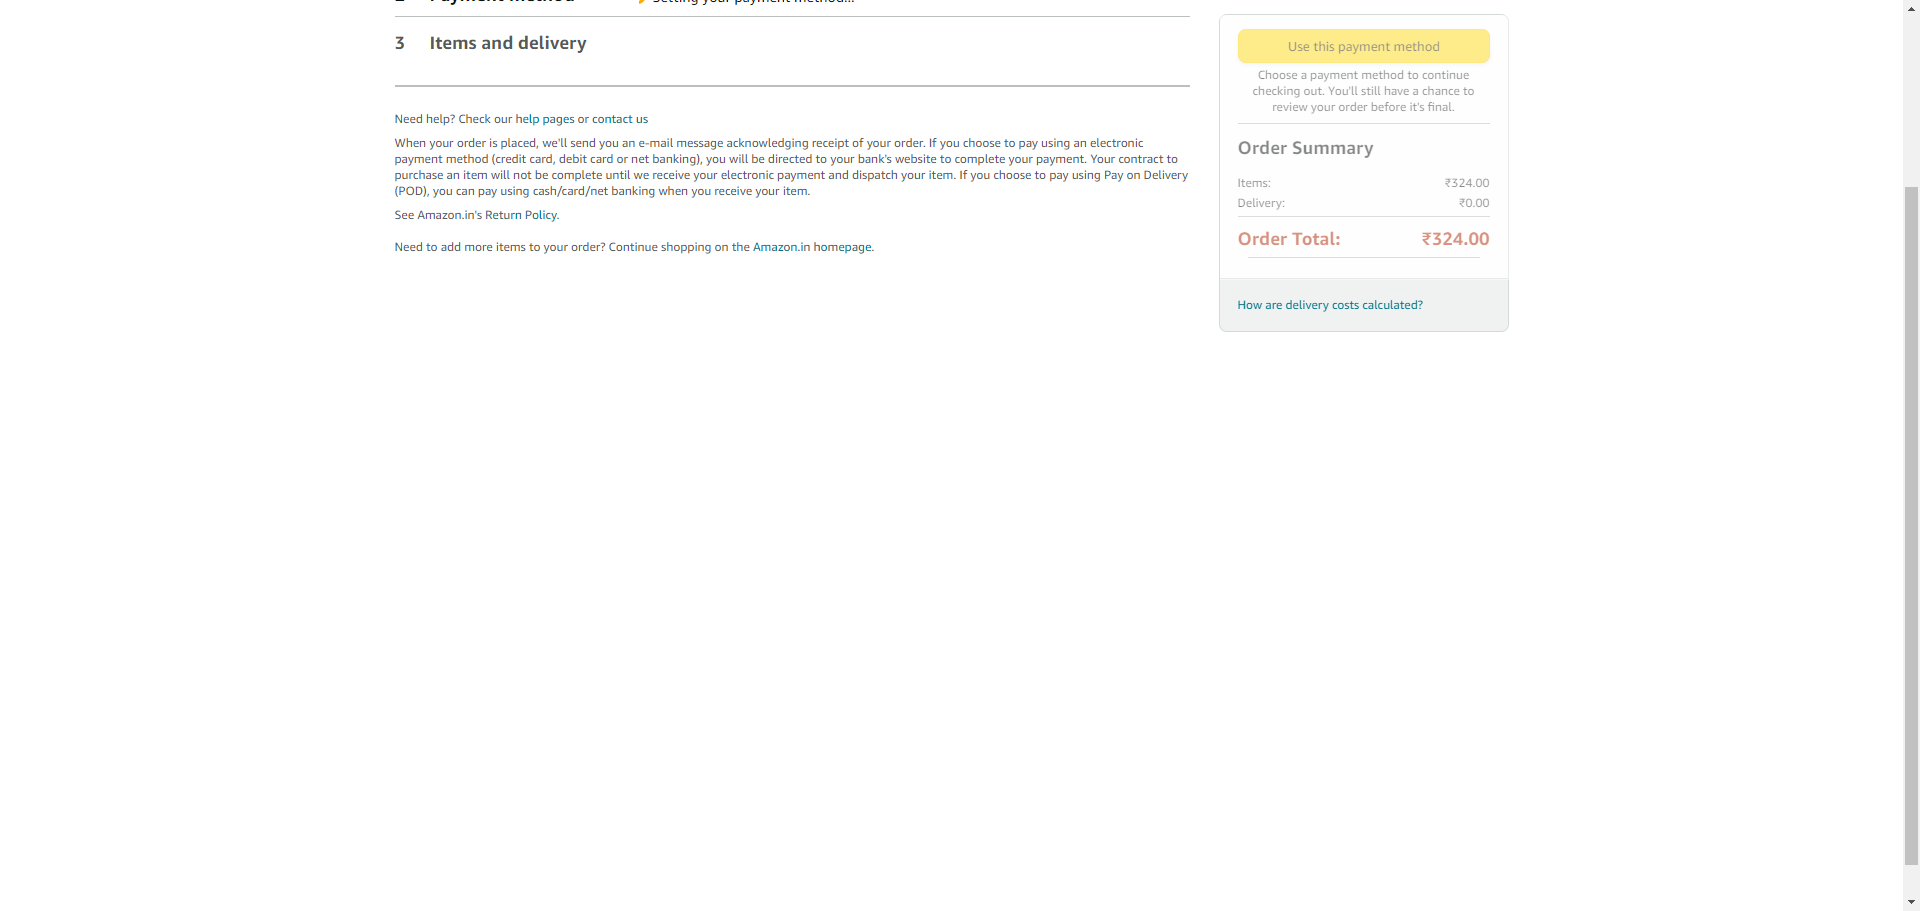 2 Payment method Setting your payment method...
3 Items and delivery
Need help? Check our help pages or contact us
When your order is placed, we'll send you an e-mail message acknowledging receipt of your order. If you choose to pay using an electronic
payment method (credit card, debit card or net banking), you will be directed to your bank's website to complete your payment. Your contract to
purchase an item will not be complete until we receive your electronic payment and dispatch your item. If you choose to pay using Pay on Delivery
(POD), you can pay using cash/card/net banking when you receive your item.
See Amazon.in's Return Policy.
Need to add more items to your order? Continue shopping on the Amazon.in homepage.
Use this payment method
Choose a payment method to continue
checking out. You'll still have a chance to
review your order before it's final.
Order Summary
Items: ₹324.00
Delivery: ₹0.00
Order Total: ₹324.00
How are delivery costs calculated?